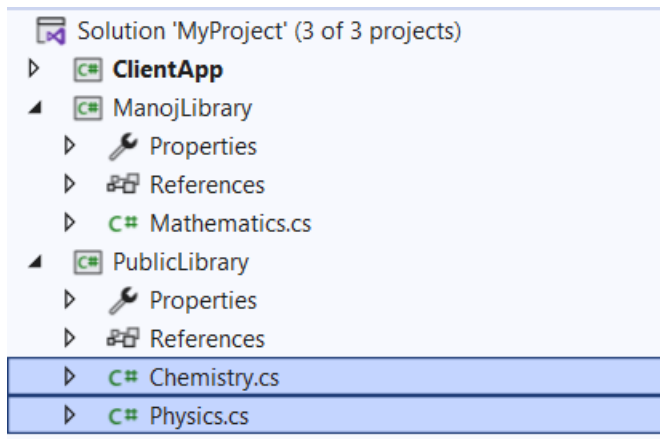 Solution 'MyProject' (3 of 3 projects)
C# ClientApp
C# ManojLibrary
Properties
References
C# Mathematics.cs
C# PublicLibrary
Properties
References
C# Chemistry.cs
C# Physics.cs